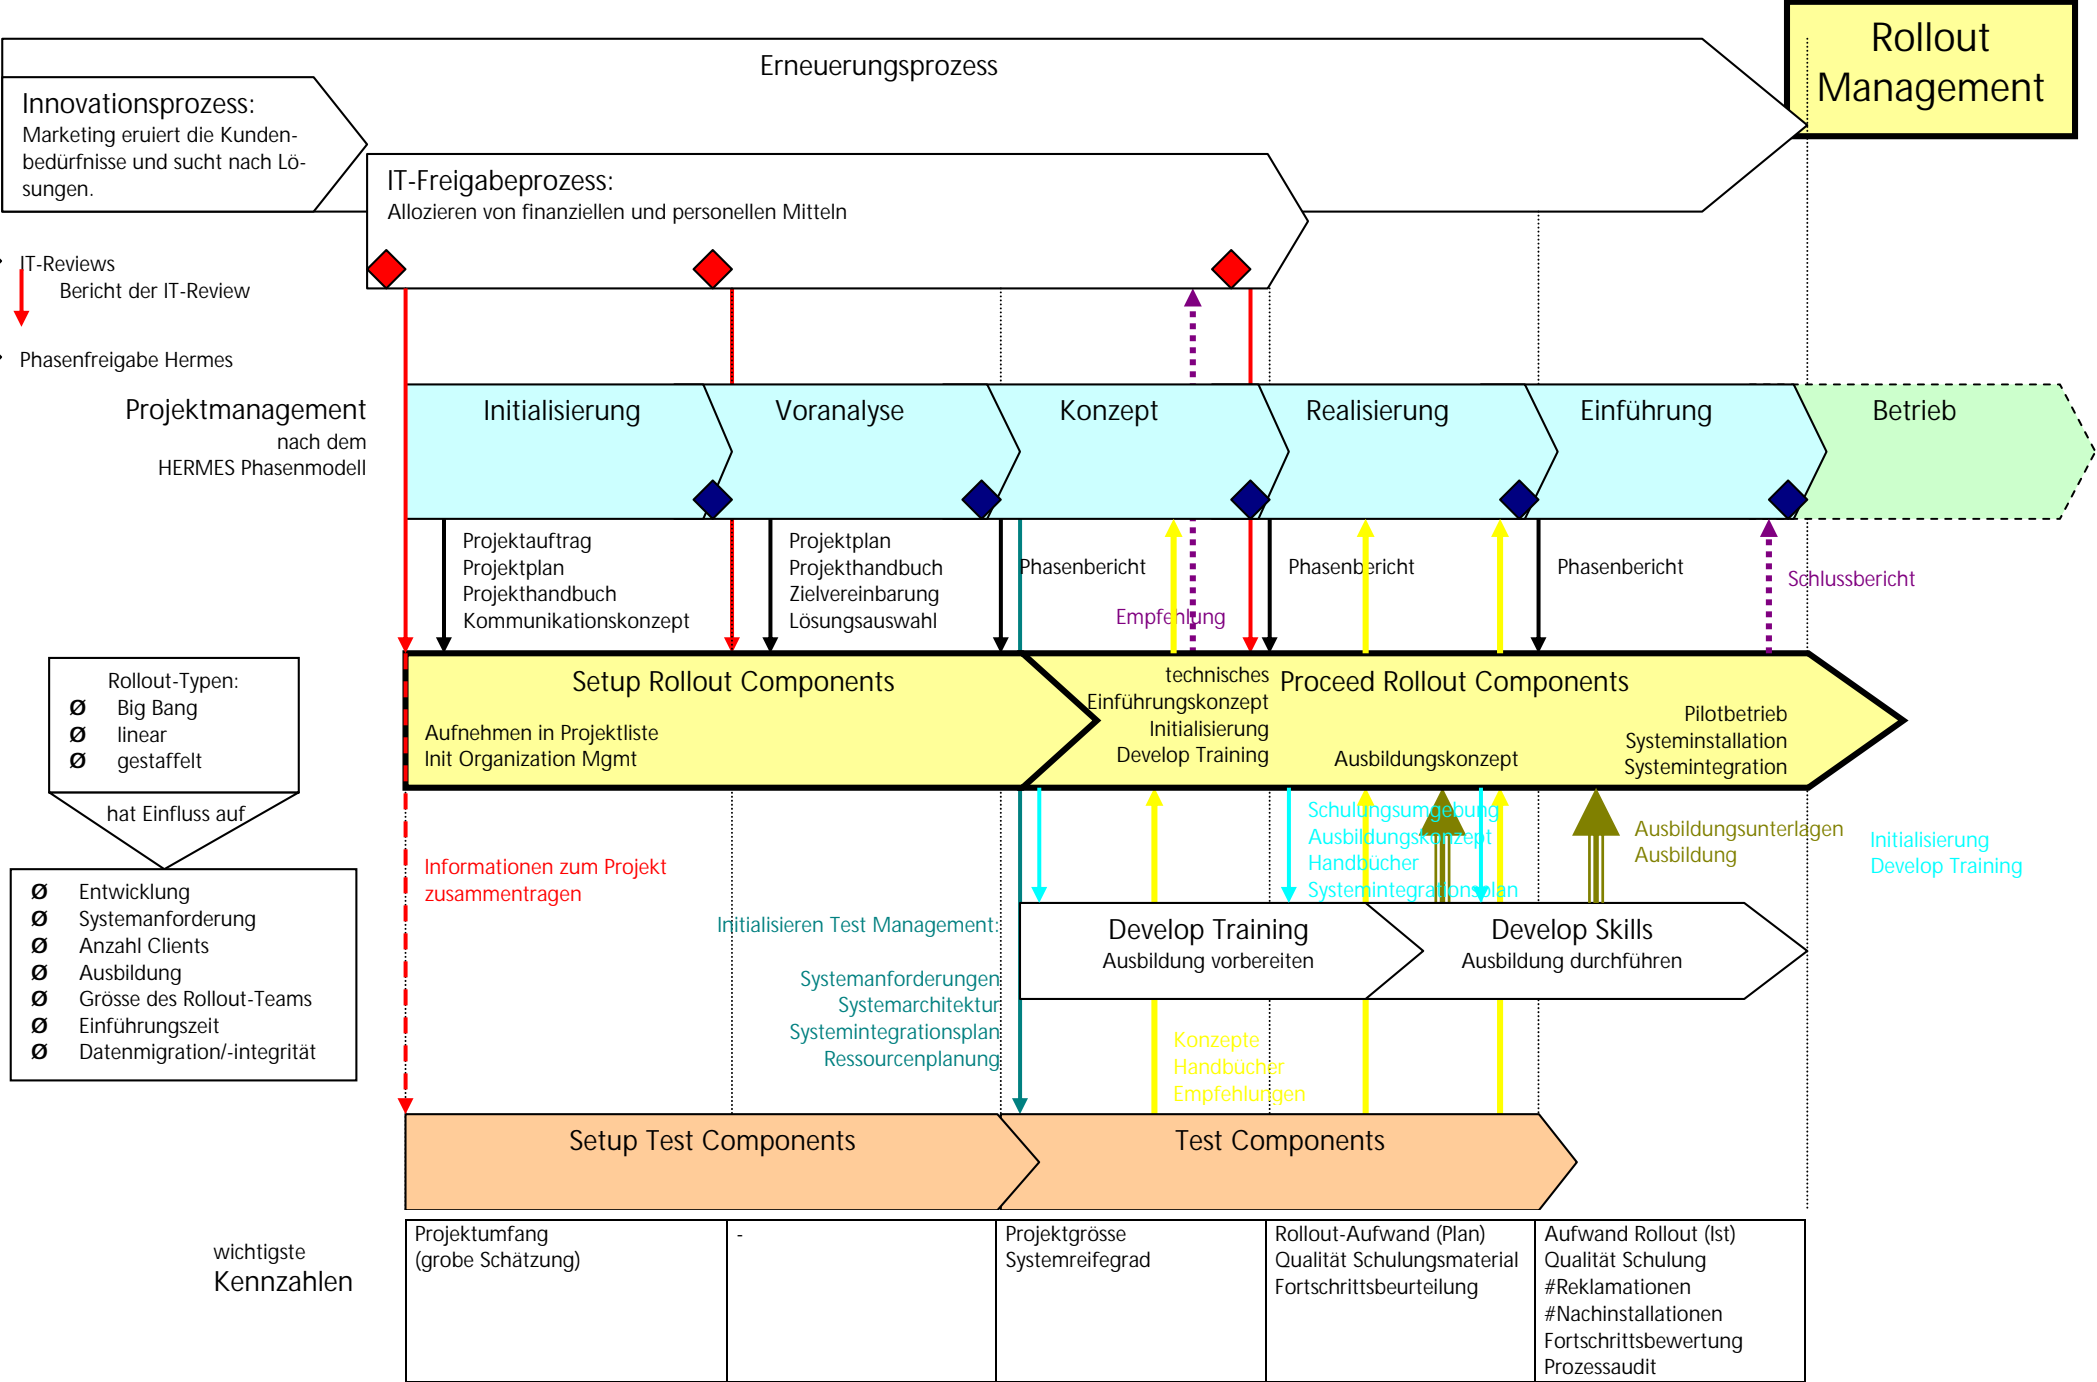 Rollout
Management
Erneuerungsprozess
Innovationsprozess:
Marketing eruiert die Kunden-
bedürfnisse und sucht nach Lö-
sungen.
IT-Freigabeprozess:
Allozieren von finanziellen und personellen Mitteln
IT-Reviews
Bericht der IT-Review
Phasenfreigabe Hermes
Projektmanagement
nach dem
HERMES Phasenmodell
Initialisierung
Voranalyse
Konzept
Realisierung
Einführung
Betrieb
Projektauftrag
Projektplan
Projekthandbuch
Kommunikationskonzept
Projektplan
Projekthandbuch
Zielvereinbarung
Lösungsauswahl
Phasenbericht
Empfehlung
Phasenbericht
Phasenbericht
Schlussbericht
Rollout-Typen:
Ø Big Bang
Ø linear
Ø gestaffelt
hat Einfluss auf
Ø Entwicklung
Ø Systemanforderung
Ø Anzahl Clients
Ø Ausbildung
Ø Grösse des Rollout-Teams
Ø Einführungszeit
Ø Datenmigration/-integrität
Setup Rollout Components
Aufnehmen in Projektliste
Init Organization Mgmt
technisches
Einführungskonzept
Initialisierung
Develop Training
Proceed Rollout Components
Ausbildungskonzept
Pilotbetrieb
Systeminstallation
Systemintegration
Informationen zum Projekt
zusammentragen
Schulungsumgebung
Ausbildungskonzept
Handbücher
Systemintegrationsplan
Ausbildungsunterlagen
Ausbildung
Initialisierung
Develop Training
Initialisieren Test Management:
Systemanforderungen
Systemarchitektur
Systemintegrationsplan
Ressourcenplanung
Develop Training
Ausbildung vorbereiten
Develop Skills
Ausbildung durchführen
Konzepte
Handbücher
Empfehlungen
Setup Test Components
Test Components
wichtigste
Kennzahlen
Projektumfang
(grobe Schätzung)
-
Projektgrösse
Systemreifegrad
Rollout-Aufwand (Plan)
Qualität Schulungsmaterial
Fortschrittsbeurteilung
Aufwand Rollout (Ist)
Qualität Schulung
#Reklamationen
#Nachinstallationen
Fortschrittsbewertung
Prozessaudit